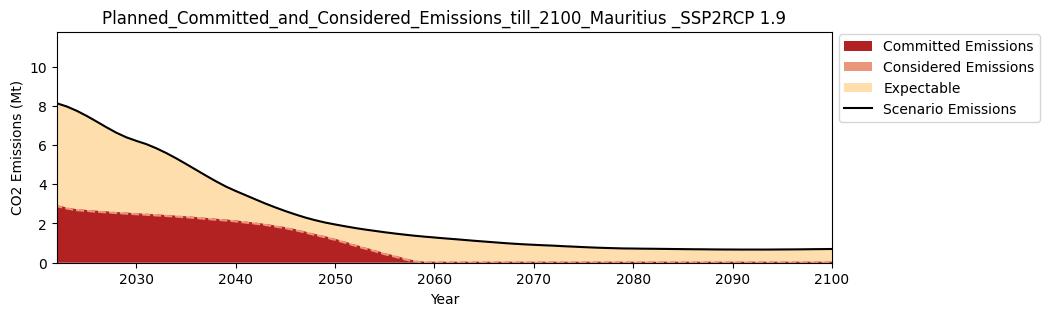 Planned_Committed_and_Considered_Emissions_till_2100_Mauritius _SSP2RCP 1.9
CO2 Emissions (Mt)
10
8
6
4
2
0
2030
2040
2050
2060
2070
2080
2090
2100
Year
Committed Emissions
Considered Emissions
Expectable
Scenario Emissions